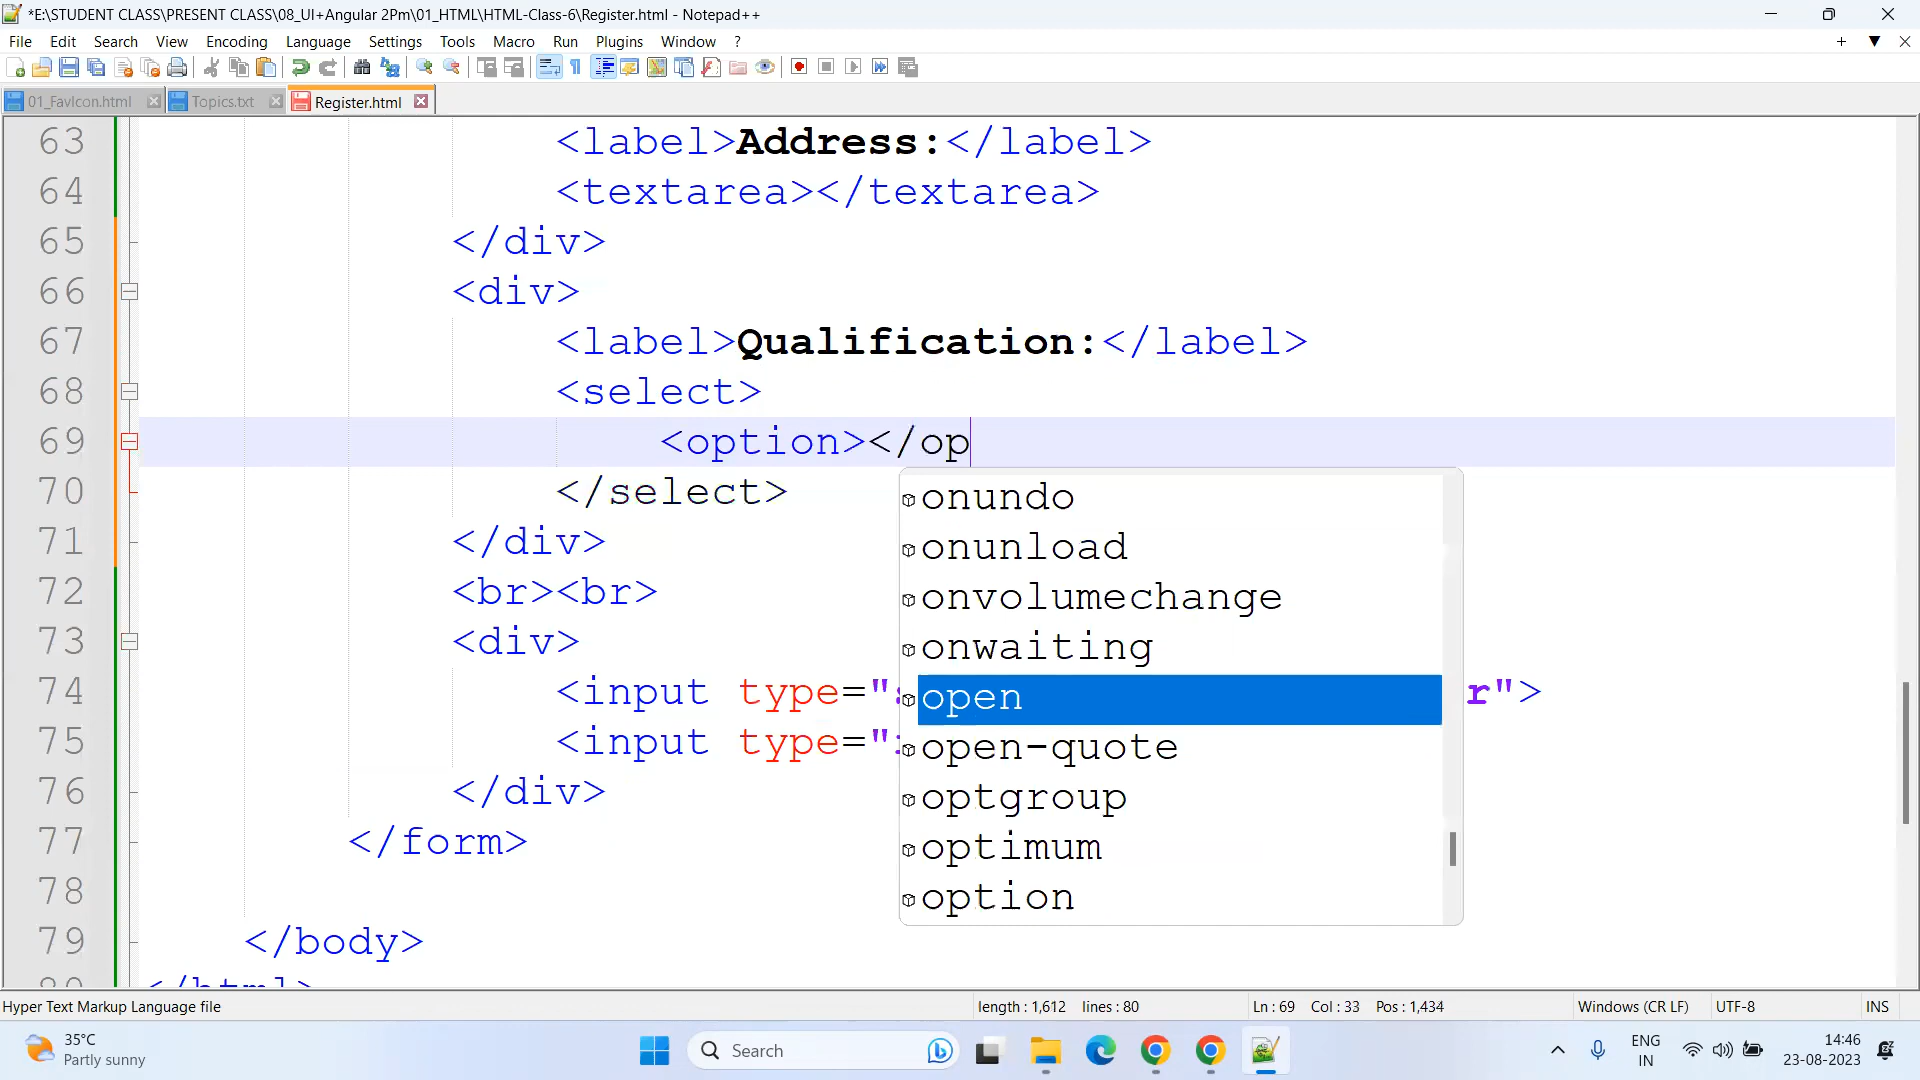 *E:\STUDENT CLASS\PRESENT CLASS\08_UI+Angular 2Pm\01_HTML\HTML-Class-6\Register.html - Notepad++
File Edit Search View Encoding Language Settings Tools Macro Run Plugins Window ?
01_FavIcon.html Topics.txt Register.html
63 <label>Address:</label>
64 <textarea></textarea>
65 </div>
66 <div>
67 <label>Qualification:</label>
68 <select>
69 <option></op
70 </select>
71 </div>
72 <br><br>
73 <div>
74 <input type=" r">
75 <input type="
76 </div>
77 </form>
78
79 </body>
80 </html>
onundo
onunload
onvolumechange
onwaiting
open
open-quote
optgroup
optimum
option
Hyper Text Markup Language file length : 1,612 lines : 80 Ln : 69 Col : 33 Pos : 1,434 Windows (CR LF) UTF-8 INS
35°C
Partly sunny
Search
ENG
IN
14:46
23-08-2023